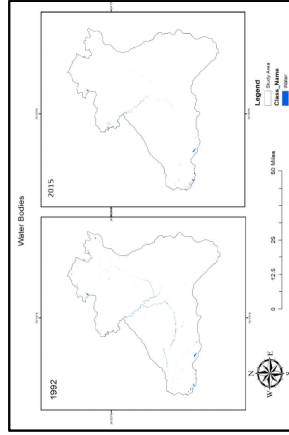 Water Bodies
1992
2015
N
W
E
S
0
12.5
25
50 Miles
Legend
Study Area
Class_Name
Water